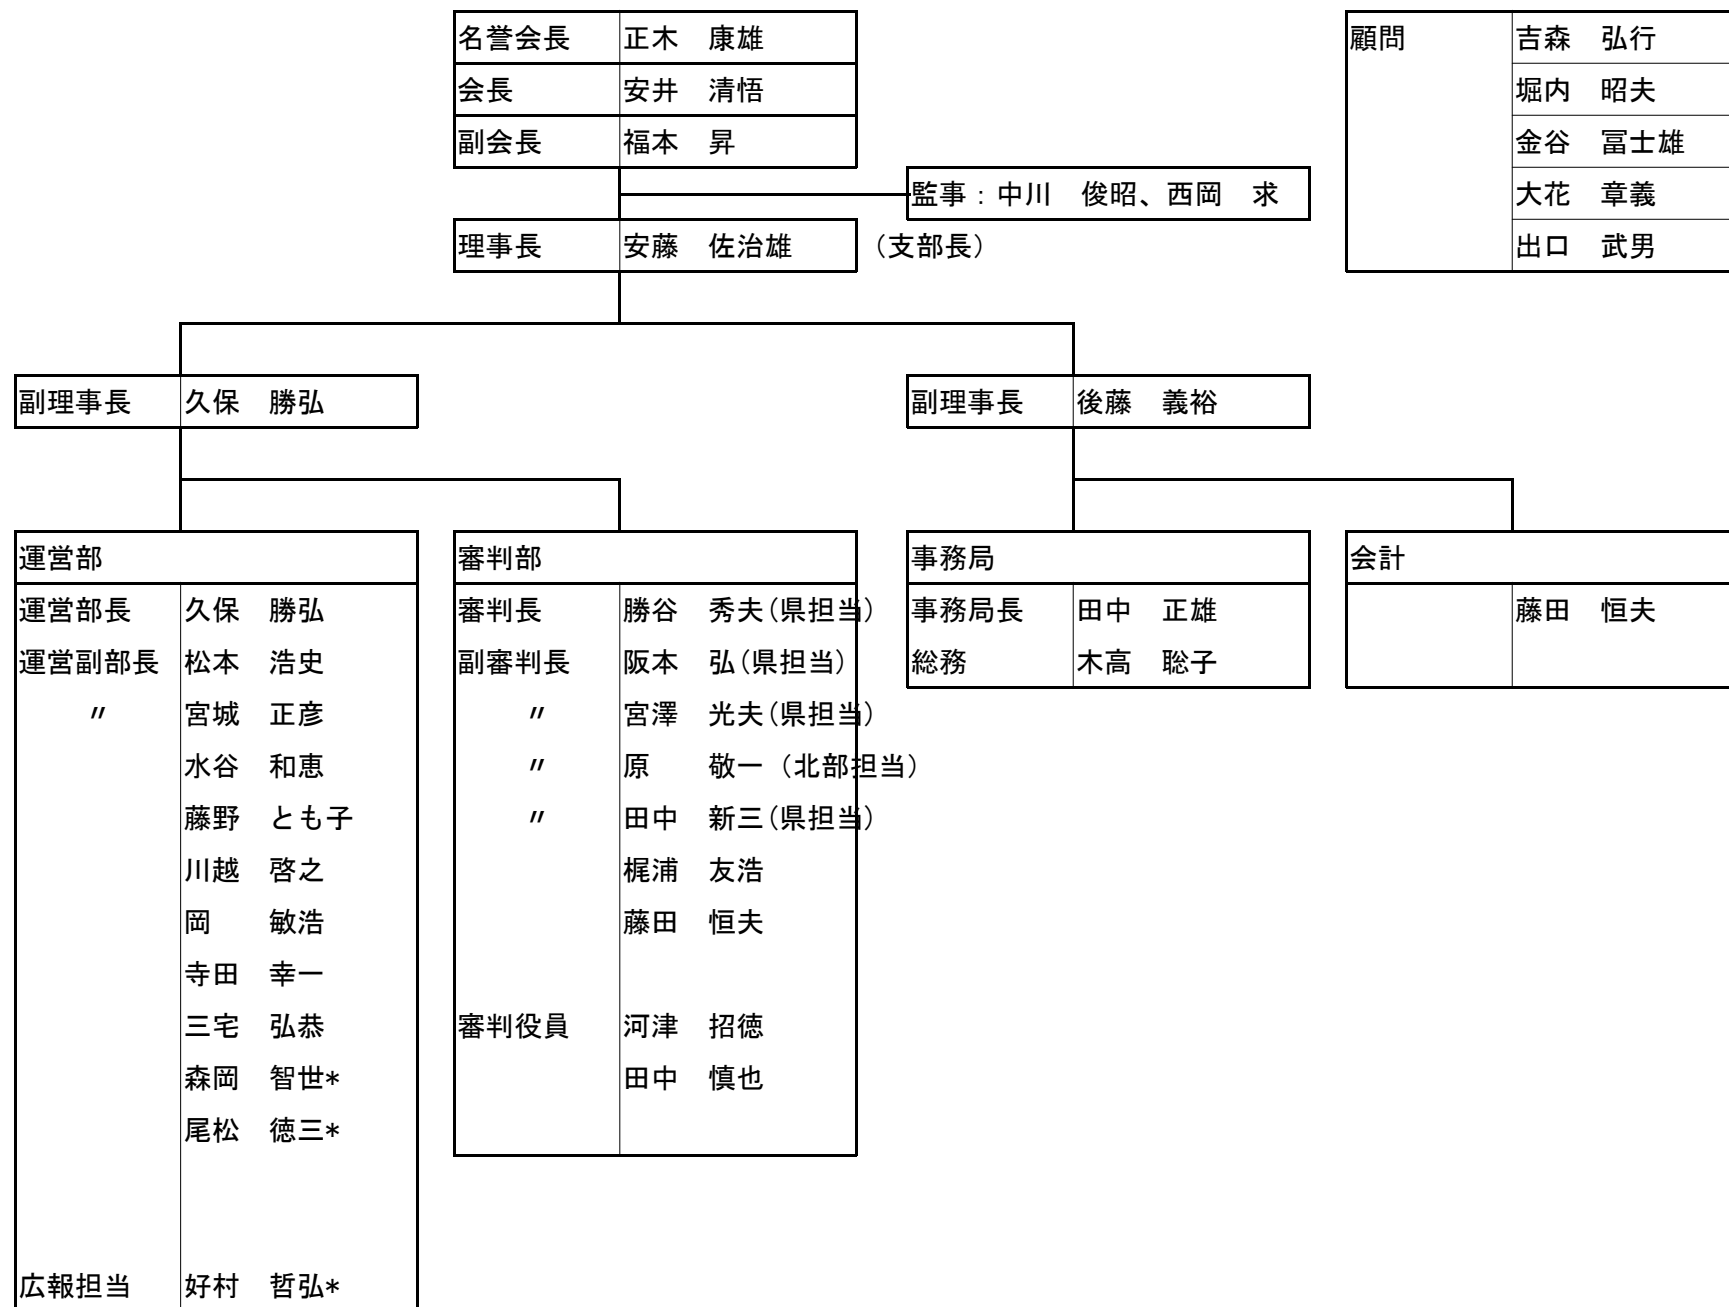 名誉会長　正木　康雄
会長　安井　清悟
副会長　福本　昇
監事：中川　俊昭、西岡　求
理事長　安藤　佐治雄　（支部長）
顧問　吉森　弘行
堀内　昭夫
金谷　冨士雄
大花　章義
出口　武男
副理事長　久保　勝弘
副理事長　後藤　義裕
運営部
運営部長　久保　勝弘
運営副部長　松本　浩史
〃　宮城　正彦
水谷　和恵
藤野　とも子
川越　啓之
岡　　敏浩
寺田　幸一
三宅　弘恭
森岡　智世*
尾松　徳三*
広報担当　好村　哲弘*
審判部
審判長　勝谷　秀夫(県担当)
副審判長　阪本　弘(県担当)
〃　宮澤　光夫(県担当)
〃　原　　敬一（北部担当）
〃　田中　新三(県担当)
梶浦　友浩
藤田　恒夫
審判役員　河津　招徳
田中　慎也
事務局
事務局長　田中　正雄
総務　木高　聡子
会計
藤田　恒夫